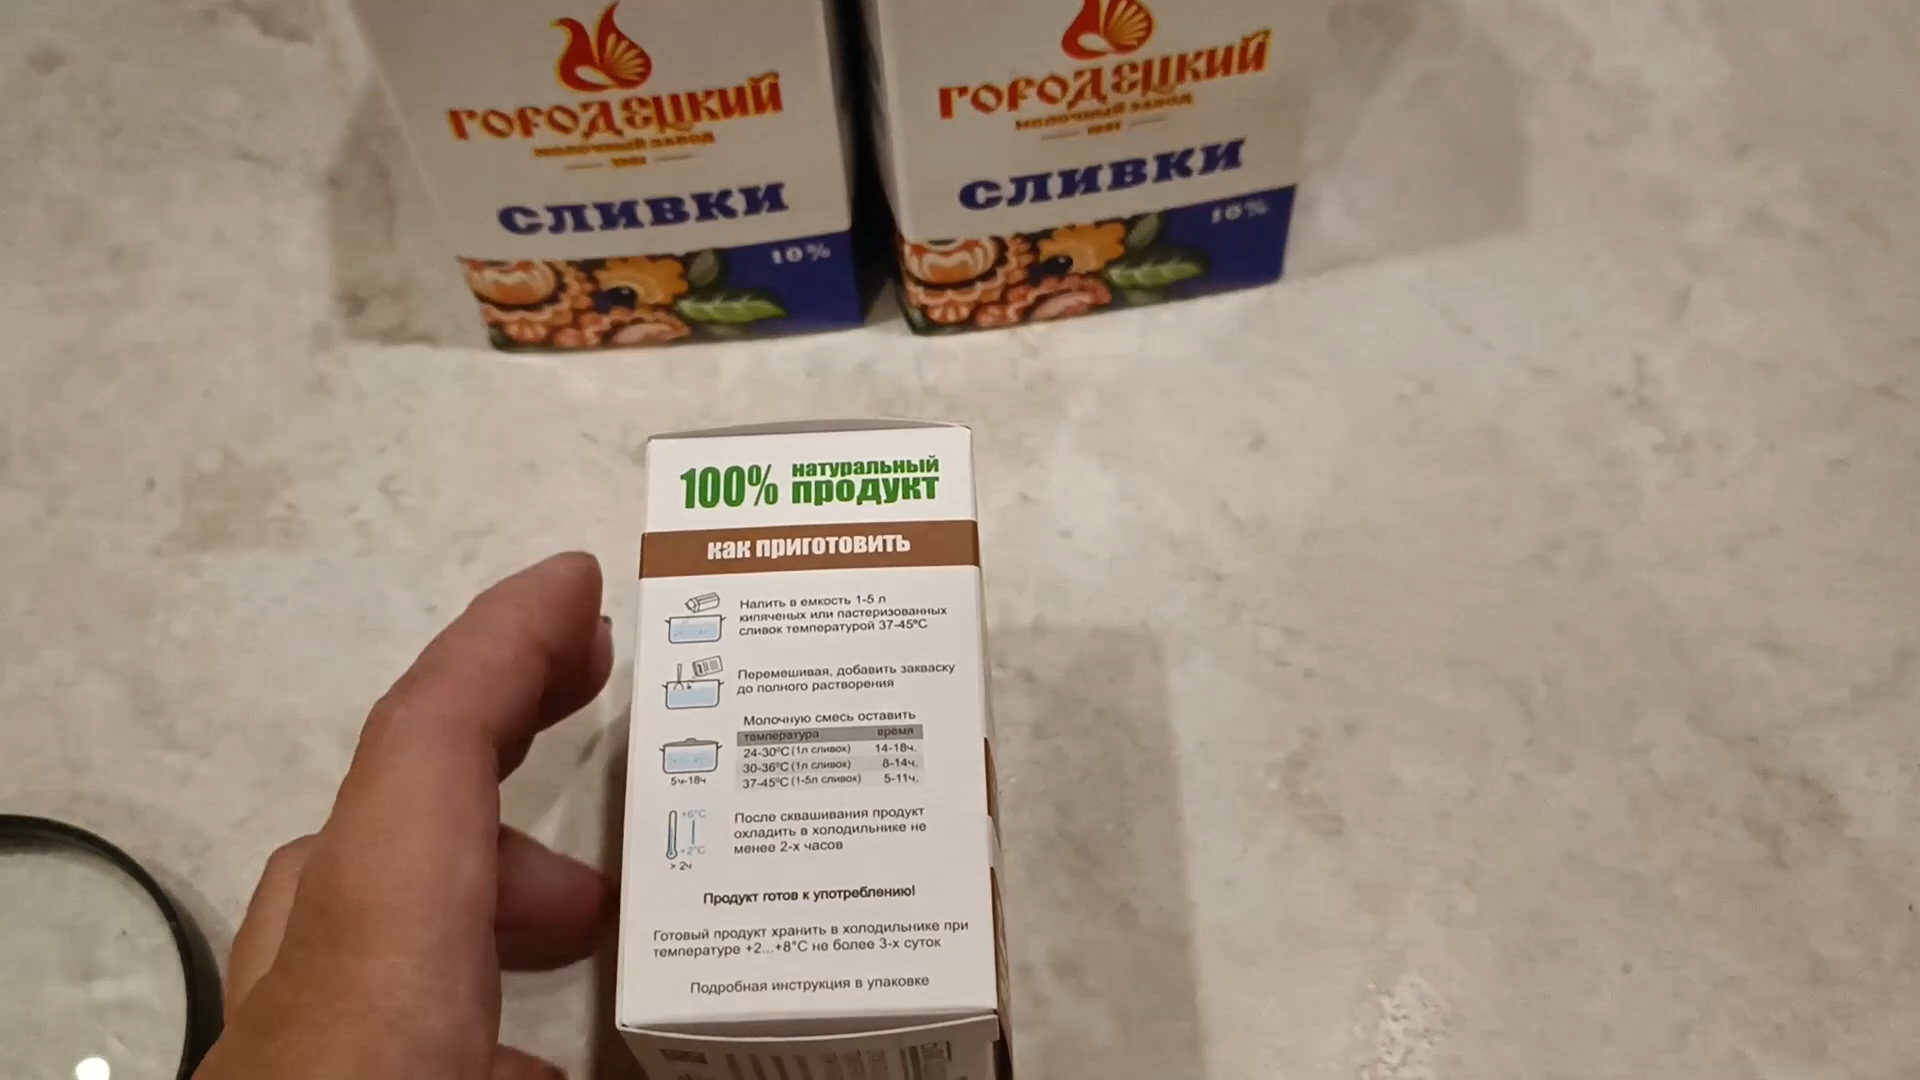 ГОРОДЕЦКИЙ
МОЛОЧНЫЙ ЗАВОД
СЛИВКИ
10%
ГОРОДЕЦКИЙ
МОЛОЧНЫЙ ЗАВОД
СЛИВКИ
10%
100% натуральный
продукт
как приготовить
Налить в емкость 1-5 л
кипяченых или пастеризованных
сливок температурой 37-45°С
Перемешивая, добавить закваску
до полного растворения
Молочную смесь оставить
температура время
24-30°С (1л сливок) 14-18ч.
30-36°С (1л сливок) 8-14ч.
37-45°С (1-5л сливок) 5-11ч.
5ч-18ч
+6°С
+2°С
> 2ч
После сквашивания продукт
охладить в холодильнике не
менее 2-х часов
Продукт готов к употреблению!
Готовый продукт хранить в холодильнике при
температуре +2...+8°С не более 3-х суток
Подробная инструкция в упаковке